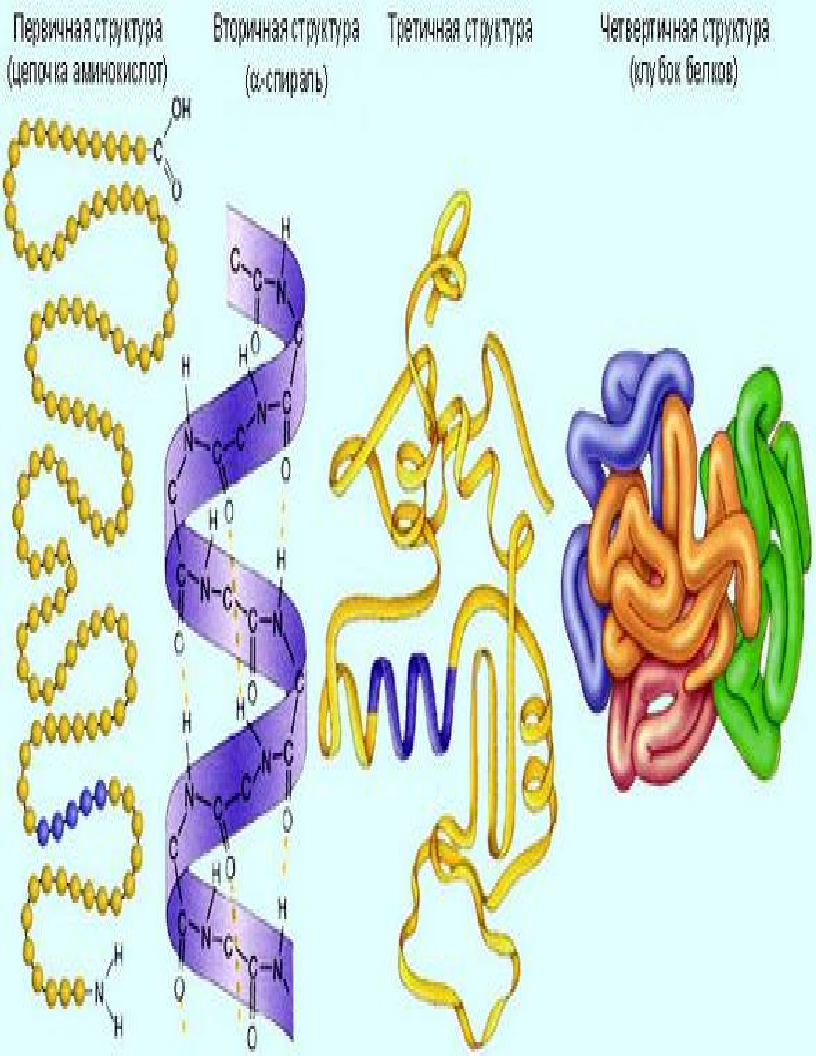 Первичная структура
(цепочка аминокислот)
Вторичная структура
(α-спираль)
Третичная структура
Четвертичная структура
(клубок белков)
OH
C
O
H
N
H
H
C
C
N
C
O
H
H
N
C
O
N
C
C
C
O
C
O
H
H
C
N
C
C
N
O
C
O
H
H
N
C
O
N
C
C
C
O
C
O
H
H
C
N
C
C
N
O
O